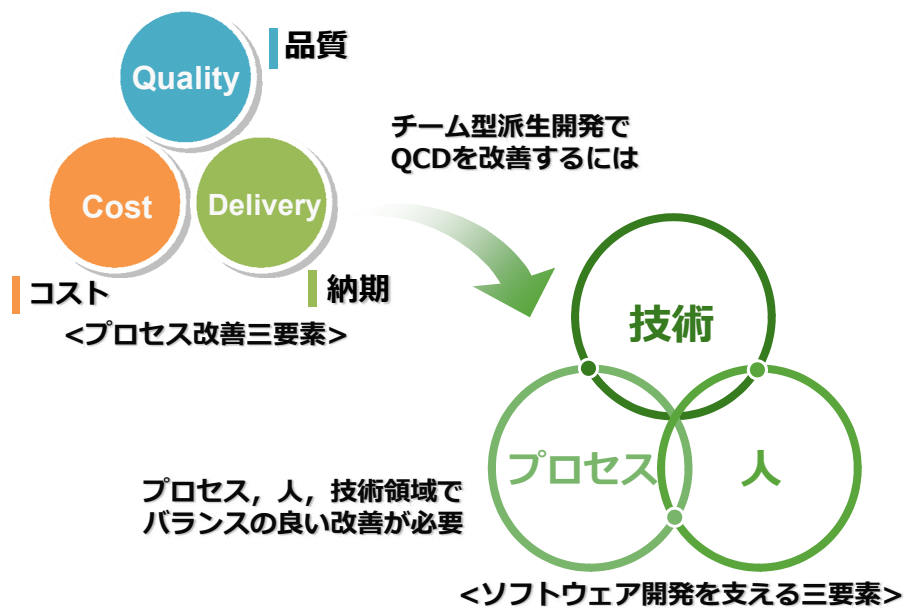 Quality
品質
Cost
Delivery
コスト
納期
<プロセス改善三要素>
チーム型派生開発で
QCDを改善するには
技術
プロセス
人
プロセス，人，技術領域で
バランスの良い改善が必要
<ソフトウェア開発を支える三要素>